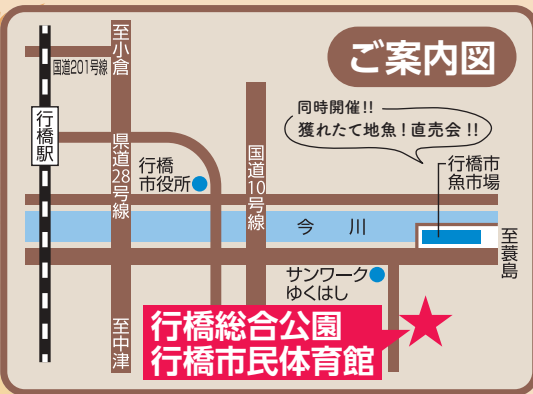 ご案内図
至小倉
国道201号線
同時開催!!
獲れたて地魚!直売会!!
行橋駅
県道28号線
行橋
市役所
国道10号線
行橋市
魚市場
今川
至蓑島
サンワーク
ゆくはし
至中津
行橋総合公園
行橋市民体育館